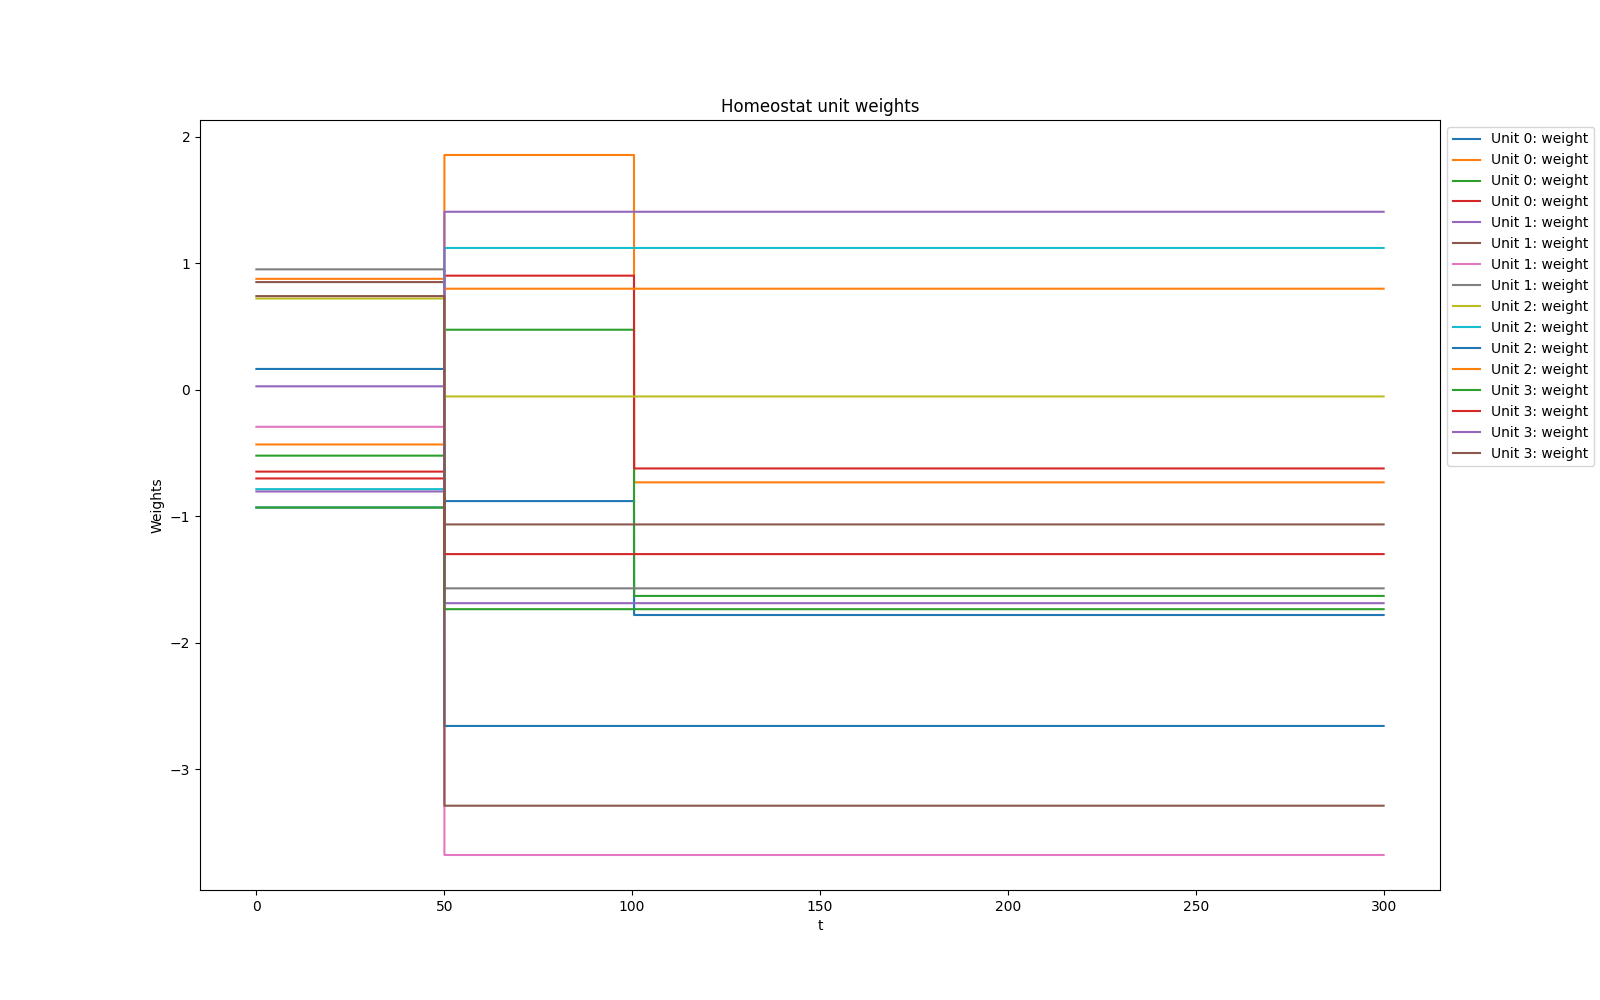 Homeostat unit weights
Weights
2
1
0
−1
−2
−3
0
50
100
150
200
250
300
t
Unit 0: weight
Unit 0: weight
Unit 0: weight
Unit 0: weight
Unit 1: weight
Unit 1: weight
Unit 1: weight
Unit 1: weight
Unit 2: weight
Unit 2: weight
Unit 2: weight
Unit 2: weight
Unit 3: weight
Unit 3: weight
Unit 3: weight
Unit 3: weight